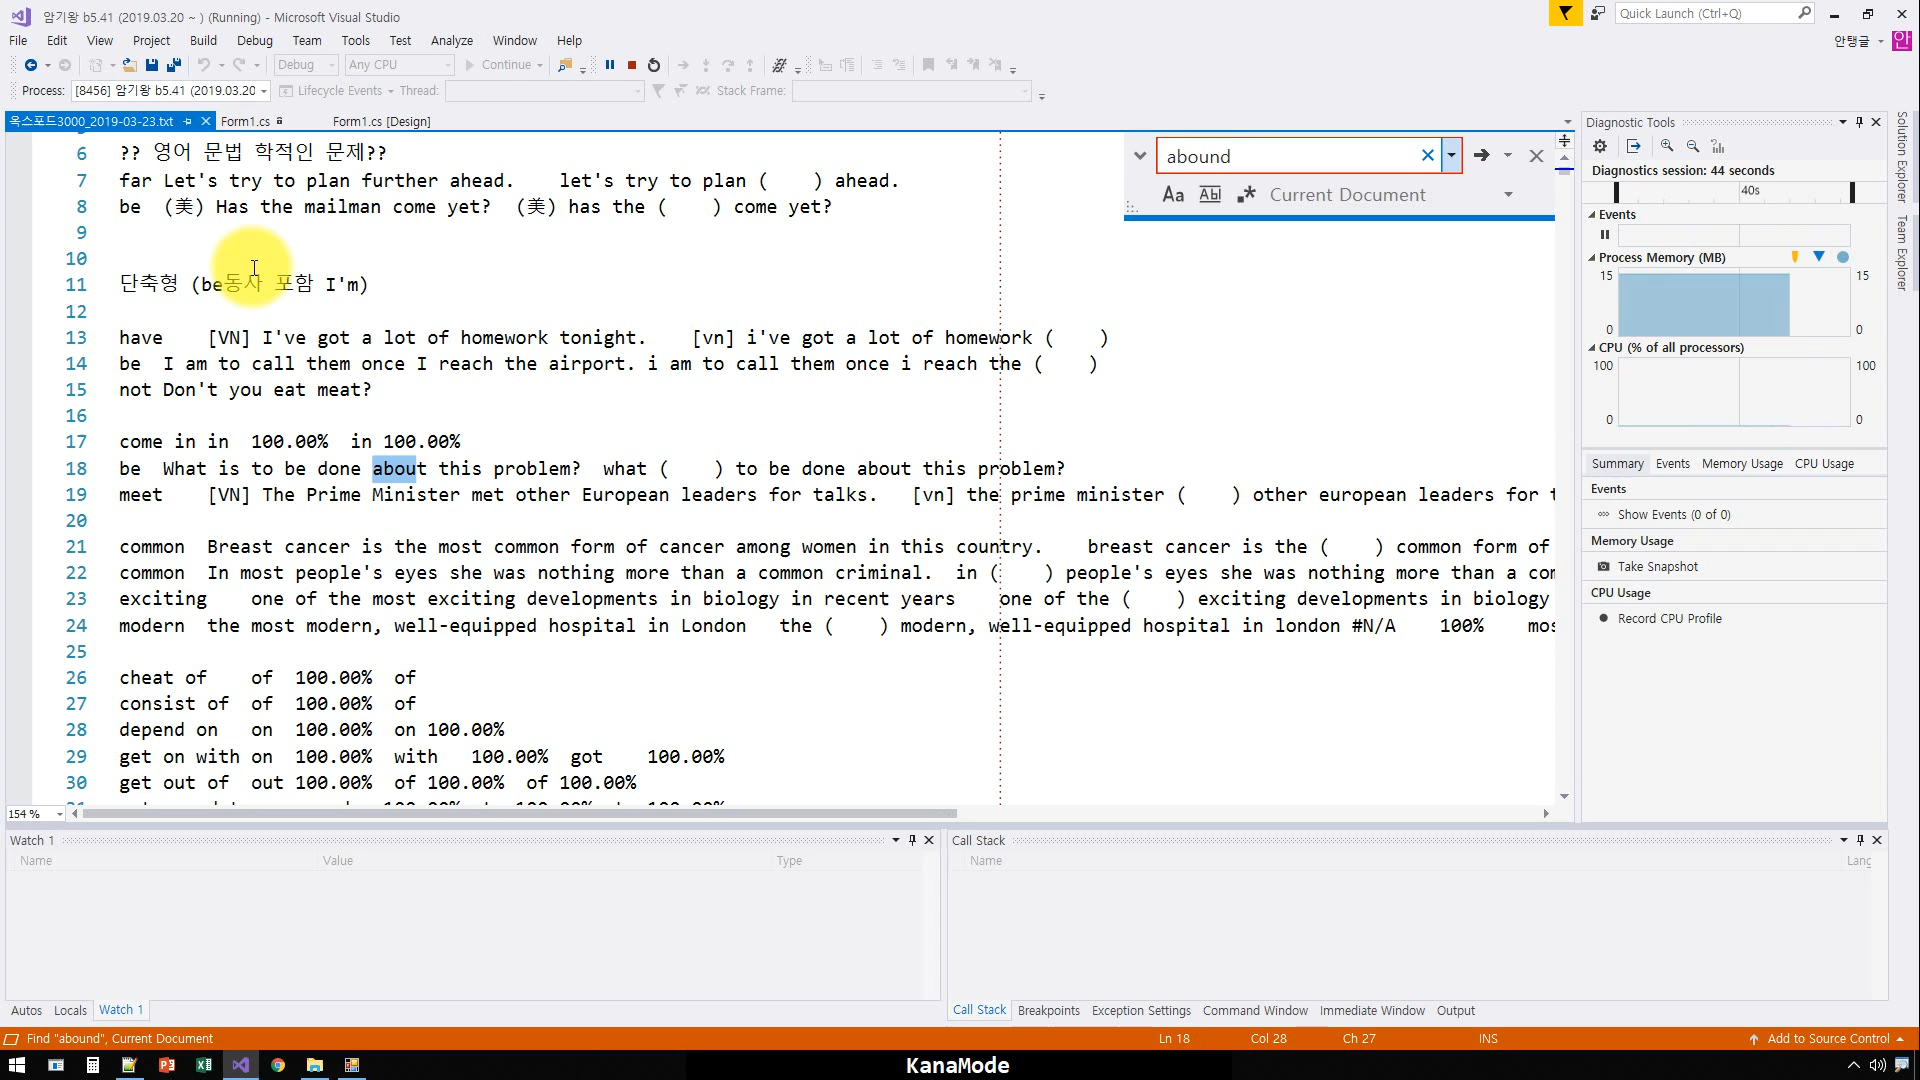 암기왕 b5.41 (2019.03.20 ~ ) (Running) - Microsoft Visual Studio
Quick Launch (Ctrl+Q)
File Edit View Project Build Debug Team Tools Test Analyze Window Help
안탱글 안
Debug Any CPU Continue
Process: [8456] 암기왕 b5.41 (2019.03.20 Lifecycle Events Thread: Stack Frame:
옥스포드3000_2019-03-23.txt Form1.cs Form1.cs [Design]
6 ?? 영어 문법 학적인 문제??
7 far Let's try to plan further ahead. let's try to plan ( ) ahead.
8 be (美) Has the mailman come yet? (美) has the ( ) come yet?
9
10
11 단축형 (be동사 포함 I'm)
12
13 have [VN] I've got a lot of homework tonight. [vn] i've got a lot of homework ( )
14 be I am to call them once I reach the airport. i am to call them once i reach the ( )
15 not Don't you eat meat?
16
17 come in in 100.00% in 100.00%
18 be What is to be done about this problem? what ( ) to be done about this problem?
19 meet [VN] The Prime Minister met other European leaders for talks. [vn] the prime minister ( ) other european leaders for t
20
21 common Breast cancer is the most common form of cancer among women in this country. breast cancer is the ( ) common form of
22 common In most people's eyes she was nothing more than a common criminal. in ( ) people's eyes she was nothing more than a com
23 exciting one of the most exciting developments in biology in recent years one of the ( ) exciting developments in biology
24 modern the most modern, well-equipped hospital in London the ( ) modern, well-equipped hospital in london #N/A 100% mos
25
26 cheat of of 100.00% of
27 consist of of 100.00% of
28 depend on on 100.00% on 100.00%
29 get on with on 100.00% with 100.00% got 100.00%
30 get out of out 100.00% of 100.00% of 100.00%
abound
Aa Abl Current Document
154 %
Diagnostic Tools
Diagnostics session: 44 seconds
40s
Events
Process Memory (MB)
15 15
0 0
CPU (% of all processors)
100 100
0 0
Summary Events Memory Usage CPU Usage
Events
Show Events (0 of 0)
Memory Usage
Take Snapshot
CPU Usage
Record CPU Profile
Solution Explorer
Team Explorer
Watch 1
Name Value Type
Call Stack
Name Lang
Autos Locals Watch 1
Call Stack Breakpoints Exception Settings Command Window Immediate Window Output
Find "abound", Current Document Ln 18 Col 28 Ch 27 INS Add to Source Control
KanaMode